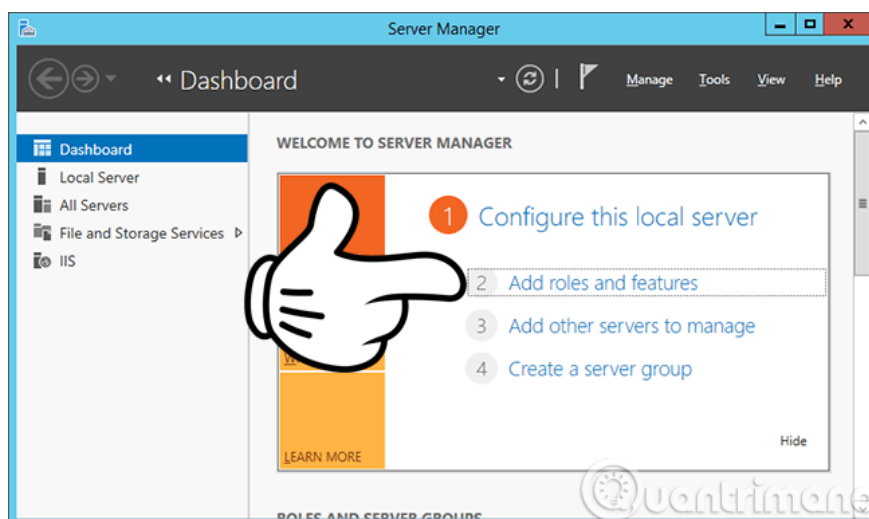 Server Manager
Dashboard
Manage Tools View Help
Dashboard
Local Server
All Servers
File and Storage Services
IIS
WELCOME TO SERVER MANAGER
1 Configure this local server
2 Add roles and features
3 Add other servers to manage
4 Create a server group
LEARN MORE
Hide
ROLES AND SERVER GROUPS
Quantrimang